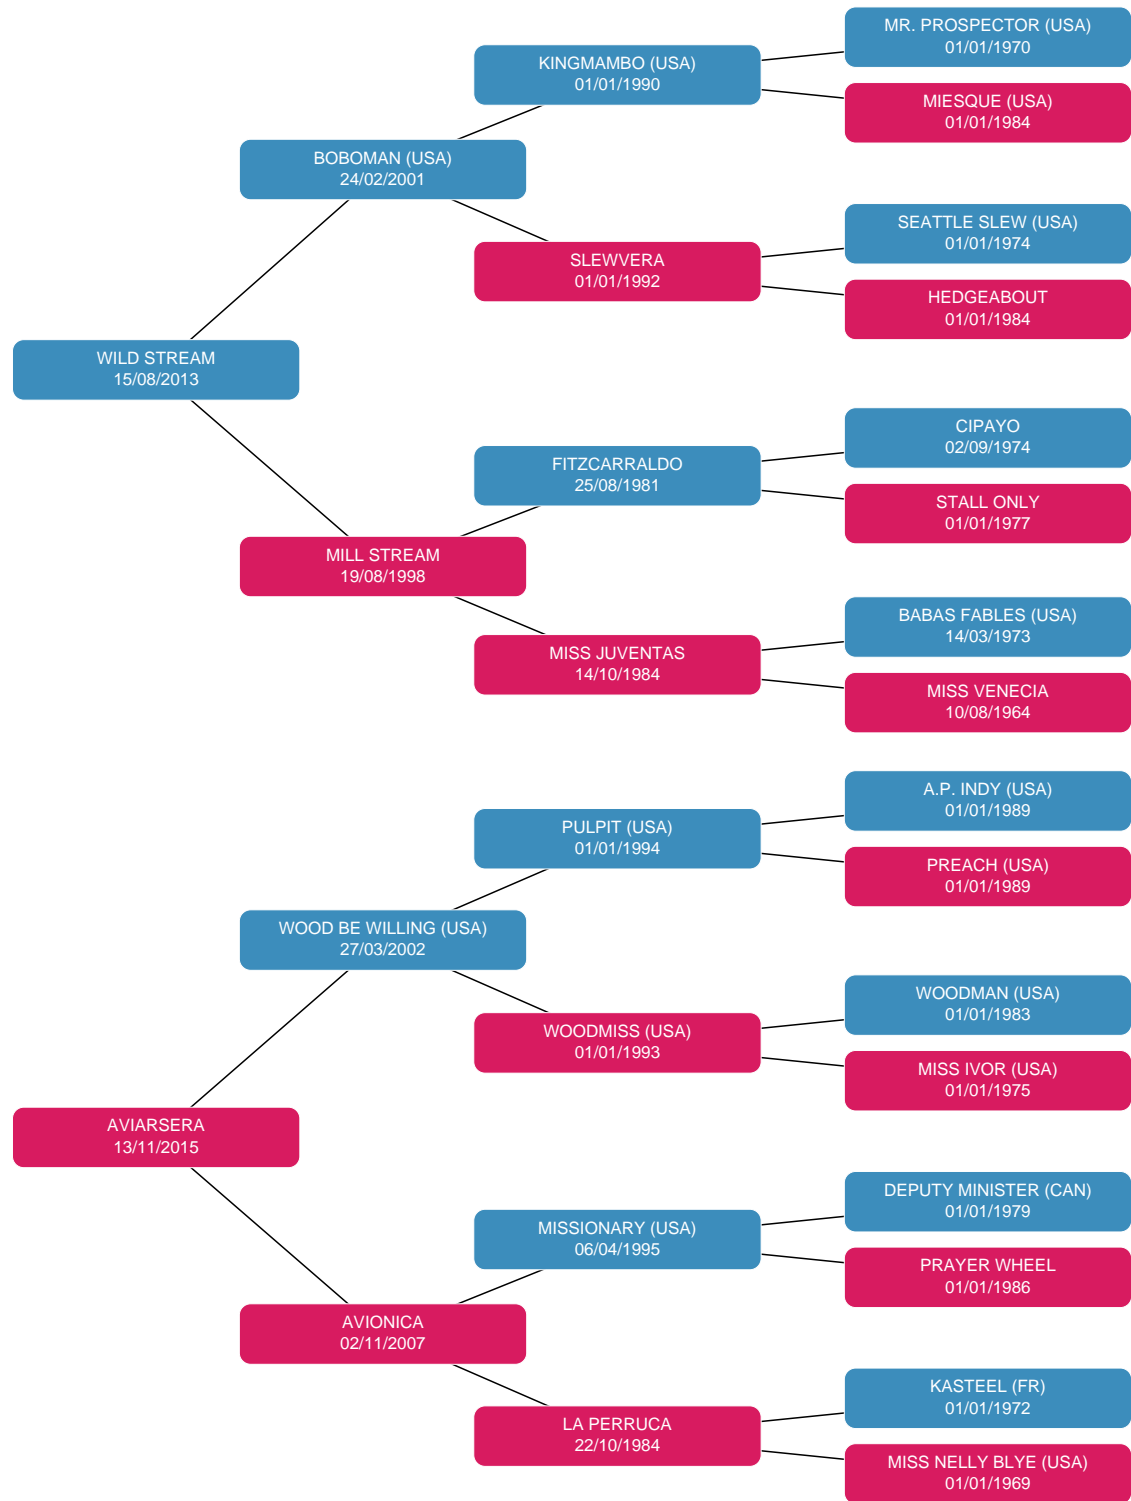 MR. PROSPECTOR (USA)
01/01/1970
KINGMAMBO (USA)
01/01/1990
MIESQUE (USA)
01/01/1984
BOBOMAN (USA)
24/02/2001
SEATTLE SLEW (USA)
01/01/1974
SLEWVERA
01/01/1992
HEDGEABOUT
01/01/1984
WILD STREAM
15/08/2013
CIPAYO
02/09/1974
FITZCARRALDO
25/08/1981
STALL ONLY
01/01/1977
MILL STREAM
19/08/1998
BABAS FABLES (USA)
14/03/1973
MISS JUVENTAS
14/10/1984
MISS VENECIA
10/08/1964
A.P. INDY (USA)
01/01/1989
PULPIT (USA)
01/01/1994
PREACH (USA)
01/01/1989
WOOD BE WILLING (USA)
27/03/2002
WOODMAN (USA)
01/01/1983
WOODMISS (USA)
01/01/1993
MISS IVOR (USA)
01/01/1975
AVIARSERA
13/11/2015
DEPUTY MINISTER (CAN)
01/01/1979
MISSIONARY (USA)
06/04/1995
PRAYER WHEEL
01/01/1986
AVIONICA
02/11/2007
KASTEEL (FR)
01/01/1972
LA PERRUCA
22/10/1984
MISS NELLY BLYE (USA)
01/01/1969